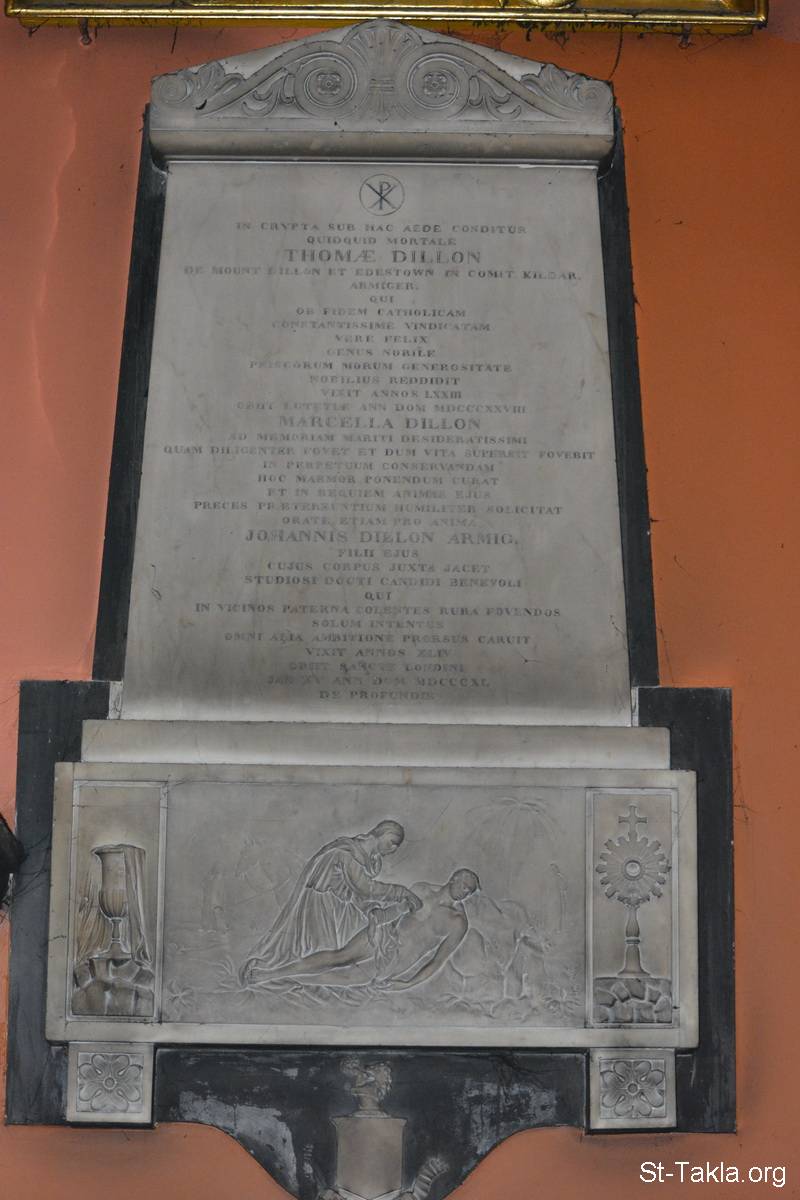 IN CRYPTA SUB HAC AEDE CONDITUR
QUIDQUID MORTALE
THOMÆ DILLON
DE MOUNT DILLON ET EDESTOWN IN COMIT. KILDAR.
ARMIGER.
QUI
OB FIDEM CATHOLICAM
CONSTANTISSIME VINDICATAM
VERE FELIX
GENUS NOBILE
PRISCORUM MORUM GENEROSITATE
NOBILIUS REDDIDIT
VIXIT ANNOS LXXIII
OBIIT LUTETIÆ ANN DOM MDCCCXXVIII
MARCELLA DILLON
AD MEMORIAM MARITI DESIDERATISSIMI
QUAM DILIGENTER FOVET ET DUM VITA SUPERSIT FOVEBIT
IN PERPETUUM CONSERVANDAM
HOC MARMOR PONENDUM CURAT
ET IN REQUIEM ANIMÆ EJUS
PRECES PRÆTEREUNTIUM HUMILITER SOLICITAT
ORATE ETIAM PRO ANIMA
JOHANNIS DILLON ARMIG.
FILII EJUS
CUJUS CORPUS JUXTA JACET
STUDIOSI DOCTI CANDIDI BENEVOLI
QUI
IN VICINOS PATERNA COLENTES RURA FOVENDOS
SOLUM INTENTUS
OMNI ALIA AMBITIONE PRORSUS CARUIT
VIXIT ANNOS XLIV
OBIIT SANCTE LONDINI
JAN XV ANN DOM MDCCCXL
DE PROFUNDIS
St-Takla.org